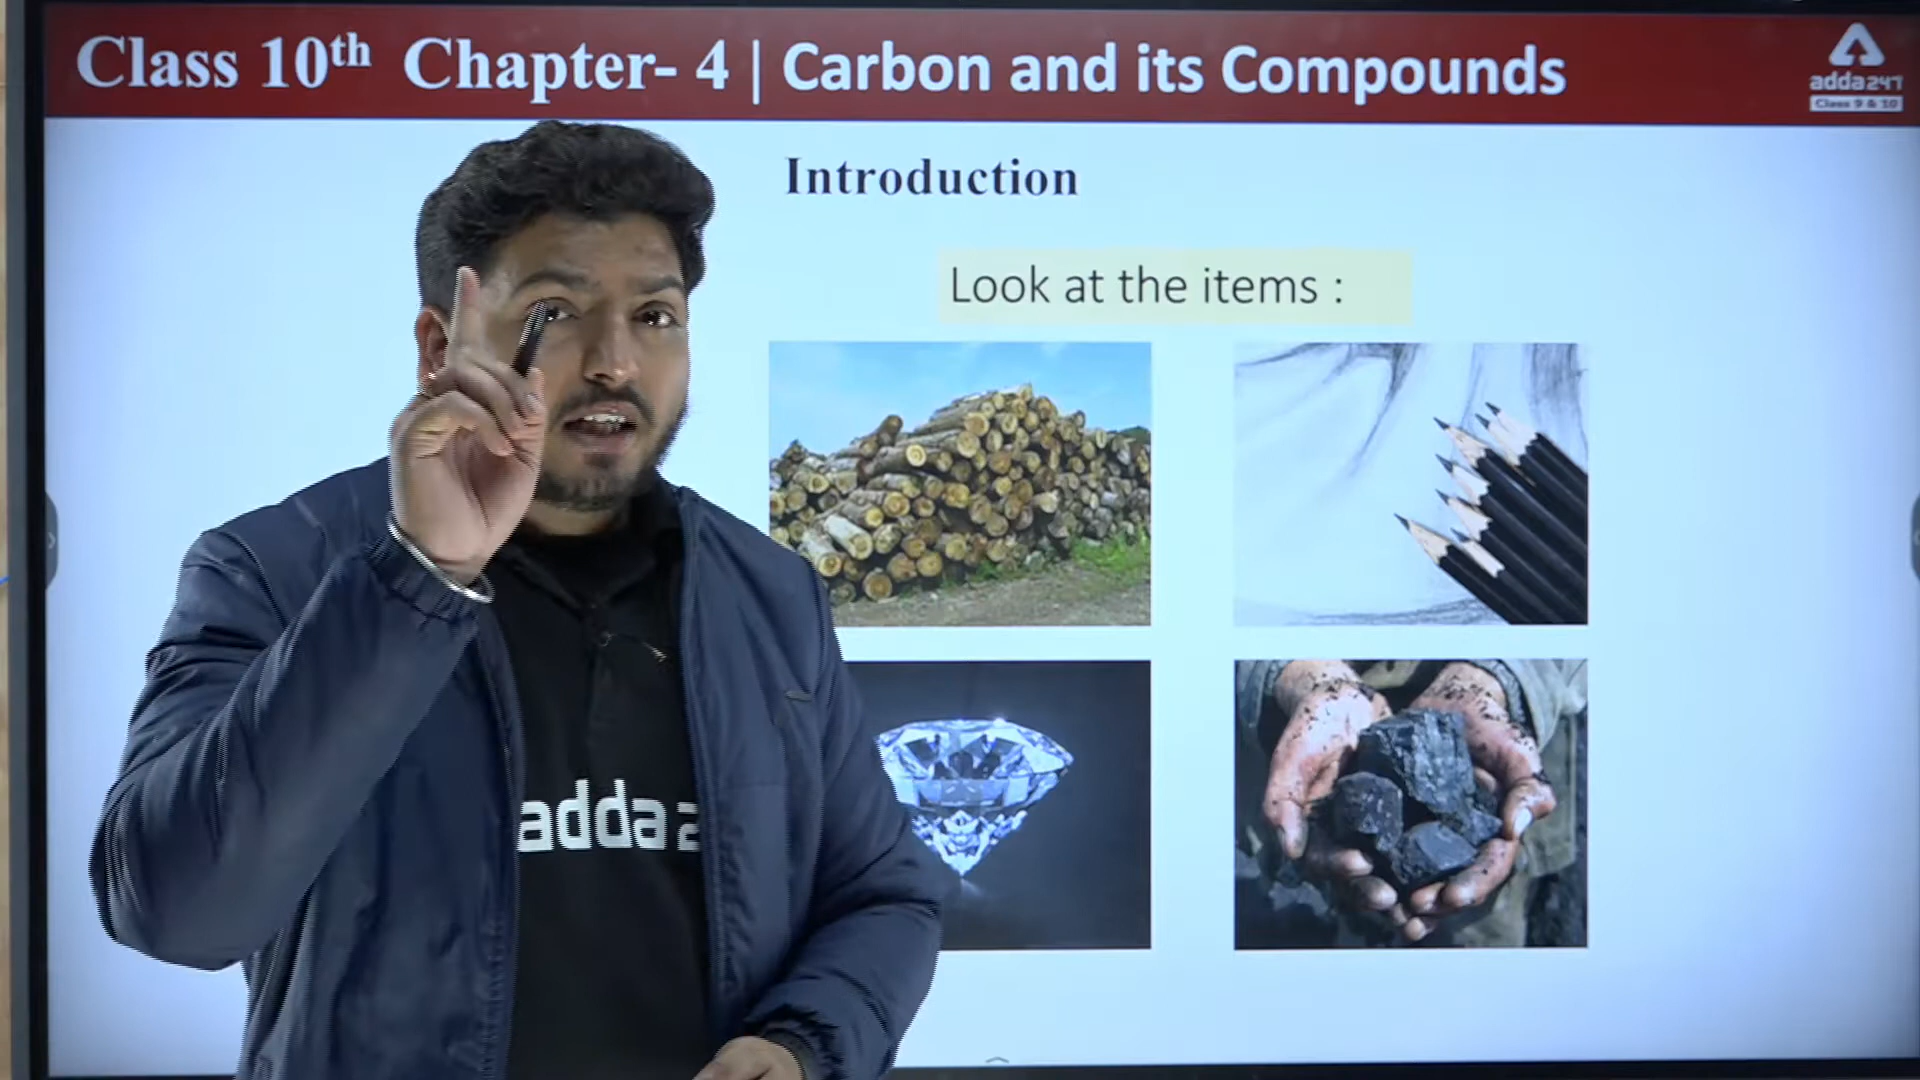 Class 10th Chapter- 4 | Carbon and its Compounds
adda247
Class 9 & 10
Introduction
Look at the items :
adda 2